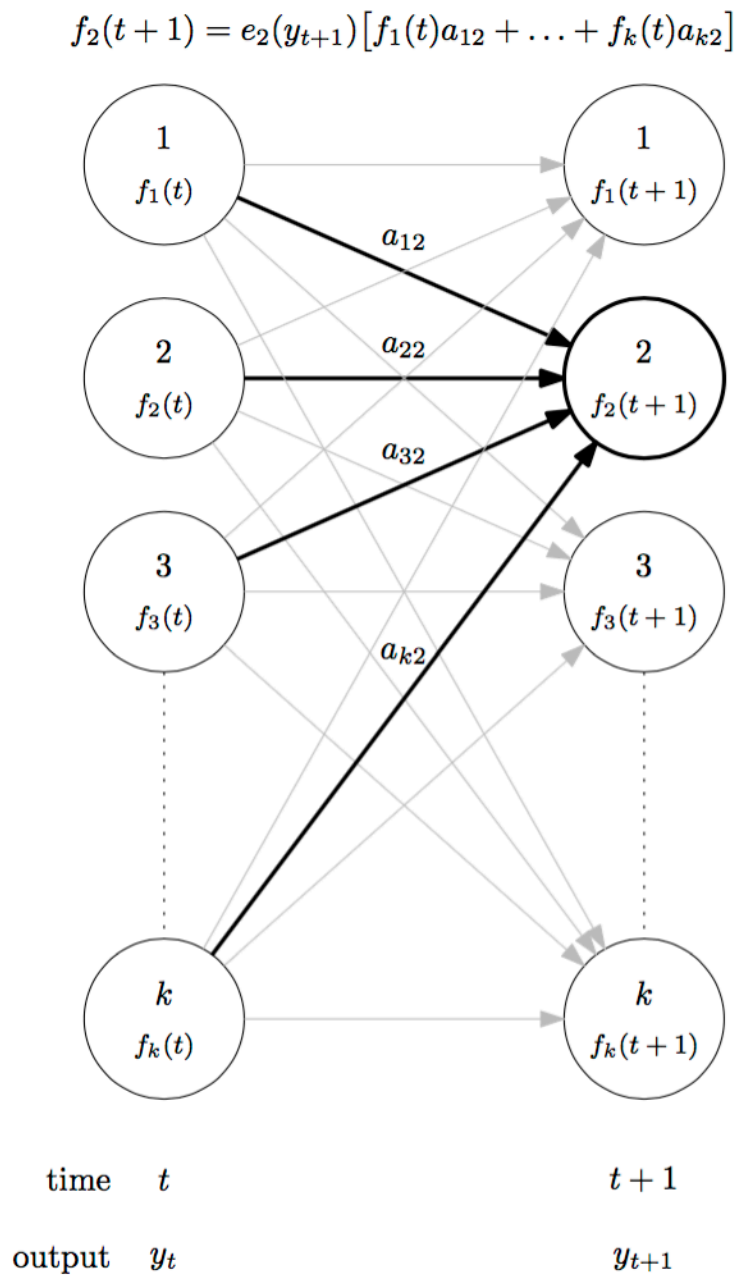 f₂(t + 1) = e₂(yₜ₊₁)[f₁(t)a₁₂ + … + fₖ(t)aₖ₂]
1 1
f₁(t) f₁(t + 1)
a₁₂
a₂₂
2 2
f₂(t) f₂(t + 1)
a₃₂
3 3
f₃(t) f₃(t + 1)
aₖ₂
k k
fₖ(t) fₖ(t + 1)
time t t + 1
output yₜ yₜ₊₁